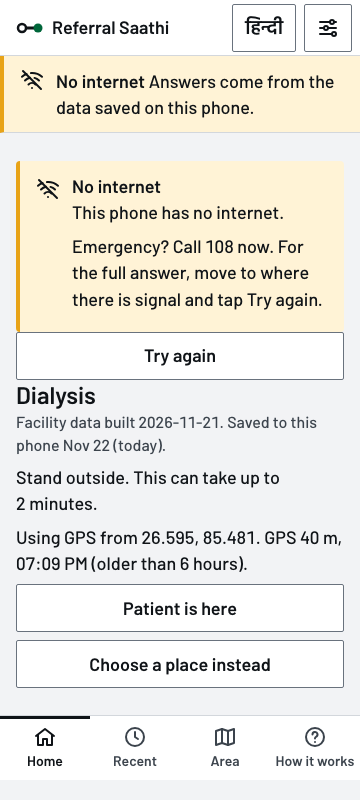 Referral Saathi
हिन्दी
No internet Answers come from the
data saved on this phone.
No internet
This phone has no internet.
Emergency? Call 108 now. For
the full answer, move to where
there is signal and tap Try again.
Try again
Dialysis
Facility data built 2026-11-21. Saved to this
phone Nov 22 (today).
Stand outside. This can take up to
2 minutes.
Using GPS from 26.595, 85.481. GPS 40 m,
07:09 PM (older than 6 hours).
Patient is here
Choose a place instead
Home
Recent
Area
How it works